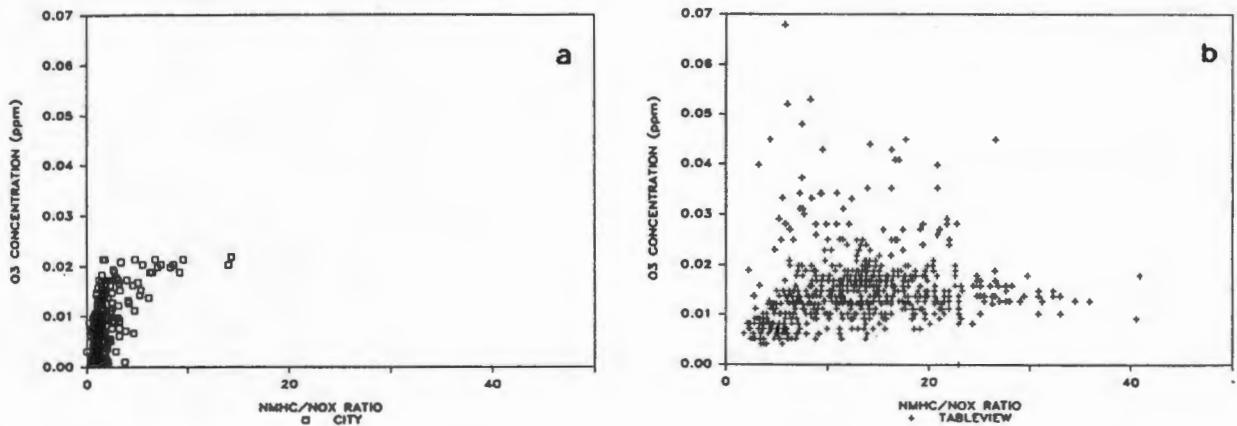 a
O3 CONCENTRATION (ppm)
0.07
0.06
0.05
0.04
0.03
0.02
0.01
0.00
0
20
40
NMHC/NOX RATIO
□ CITY
b
O3 CONCENTRATION (ppm)
0.07
0.06
0.05
0.04
0.03
0.02
0.01
0.00
0
20
40
NMHC/NOX RATIO
+ TABLEVIEW